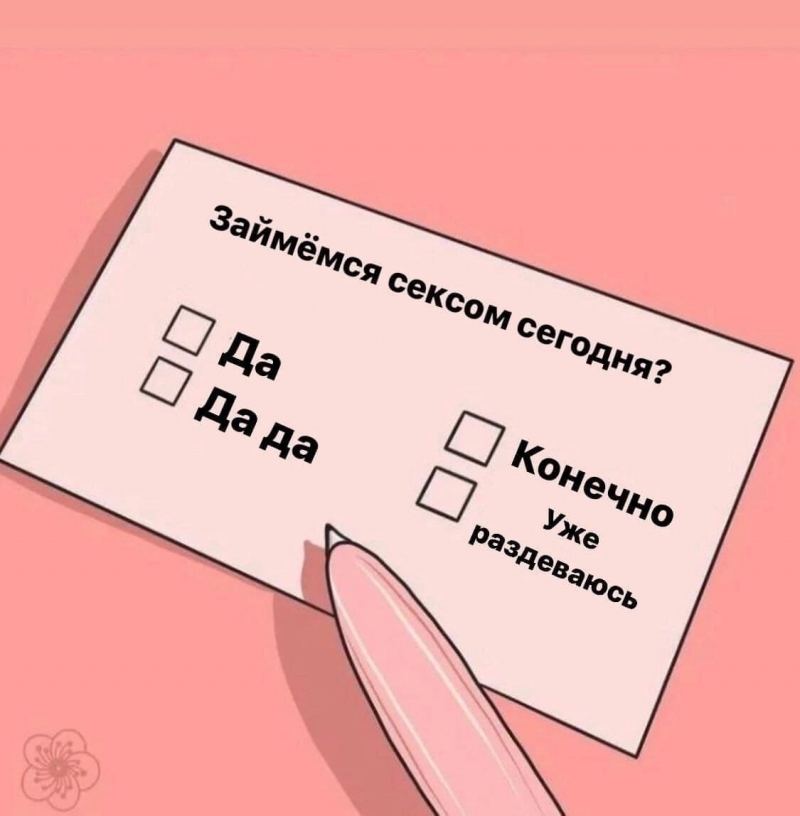 Займёмся сексом сегодня?
Да
Да да
Конечно
Уже
раздеваюсь